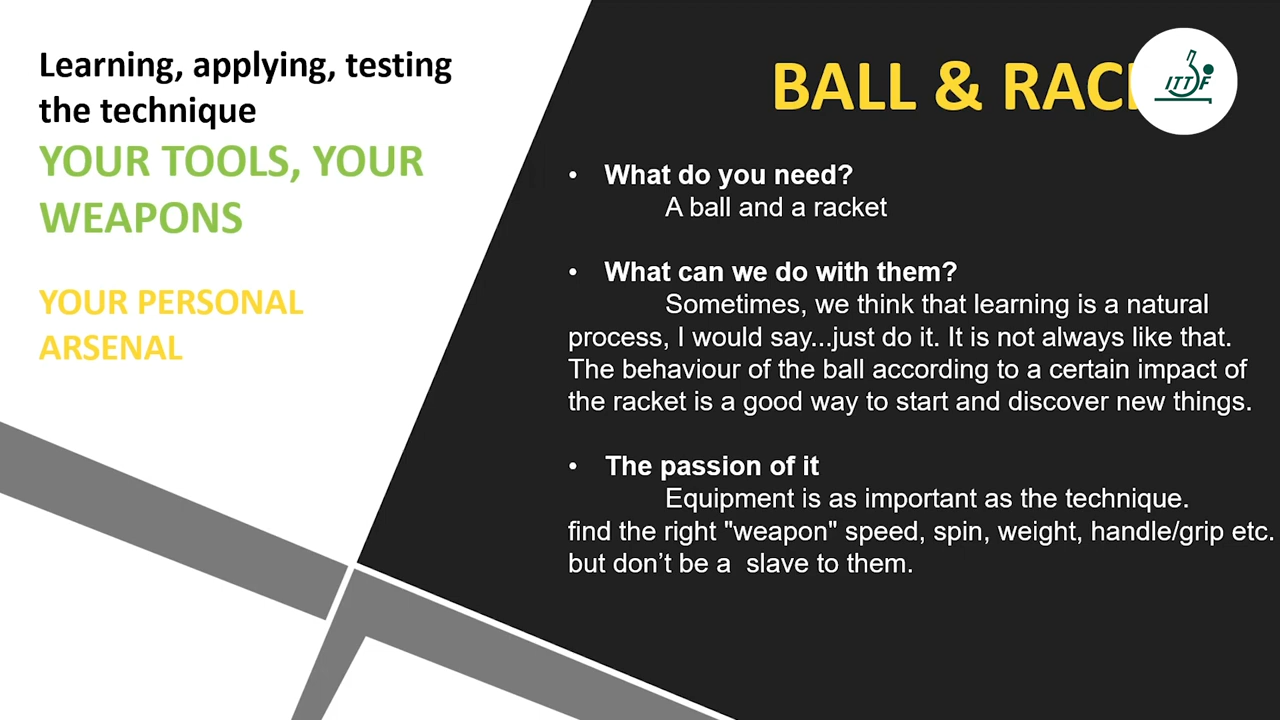 Learning, applying, testing
the technique
YOUR TOOLS, YOUR
WEAPONS
YOUR PERSONAL
ARSENAL
BALL &
ITTF
• What do you need?
A ball and a racket
• What can we do with them?
Sometimes, we think that learning is a natural
process, I would say...just do it. It is not always like that.
The behaviour of the ball according to a certain impact of
the racket is a good way to start and discover new things.
• The passion of it
Equipment is as important as the technique.
find the right "weapon" speed, spin, weight, handle/grip etc.
but don’t be a  slave to them.